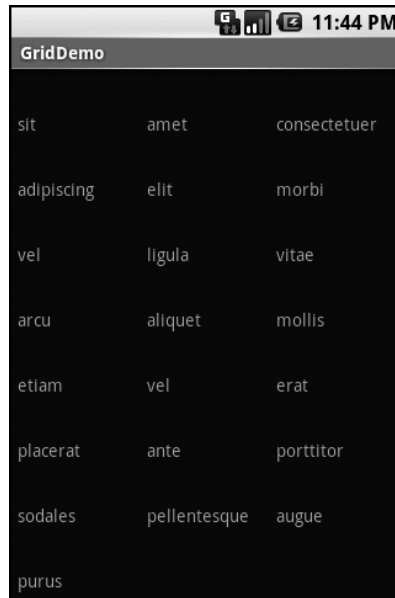 11:44 PM
GridDemo
sit amet consectetuer
adipiscing elit morbi
vel ligula vitae
arcu aliquet mollis
etiam vel erat
placerat ante porttitor
sodales pellentesque augue
purus